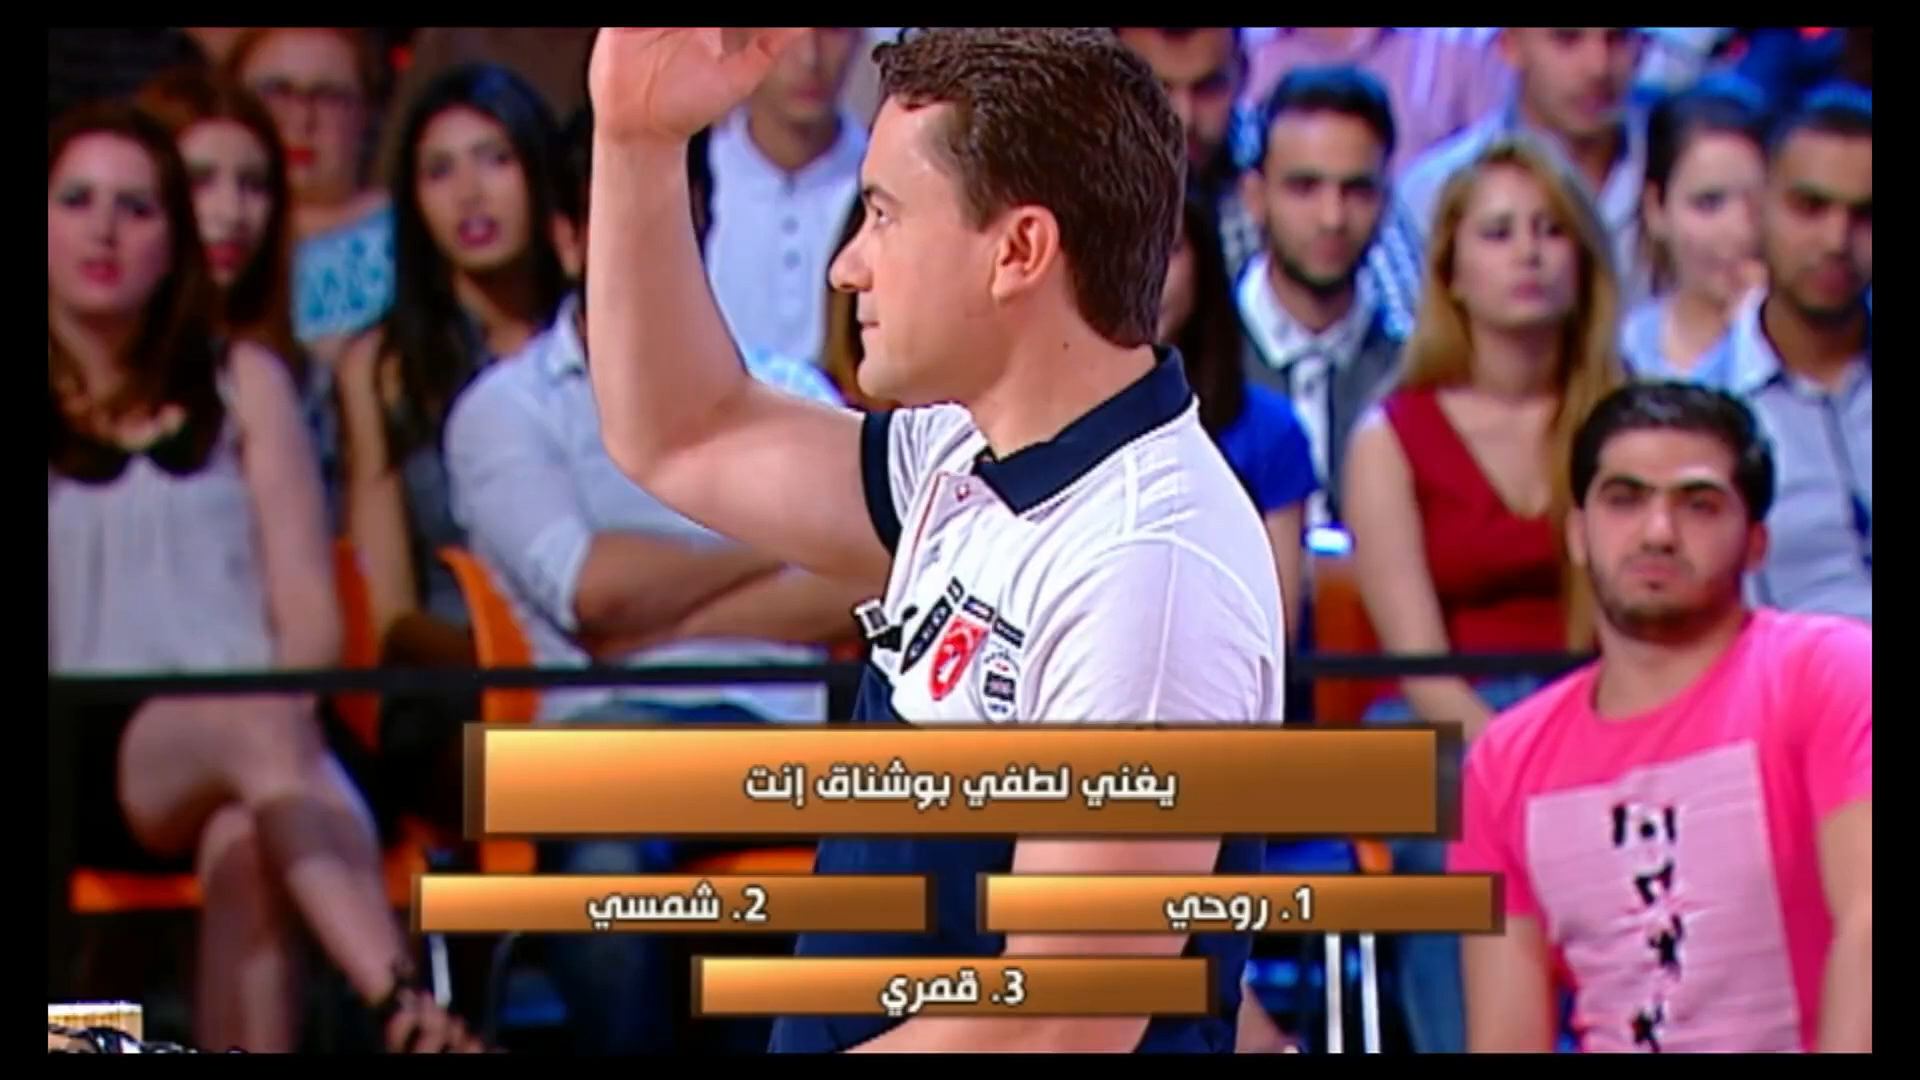 يغني لطفي بوشناق إنت
1. روحي
2. شمسي
3. قمري